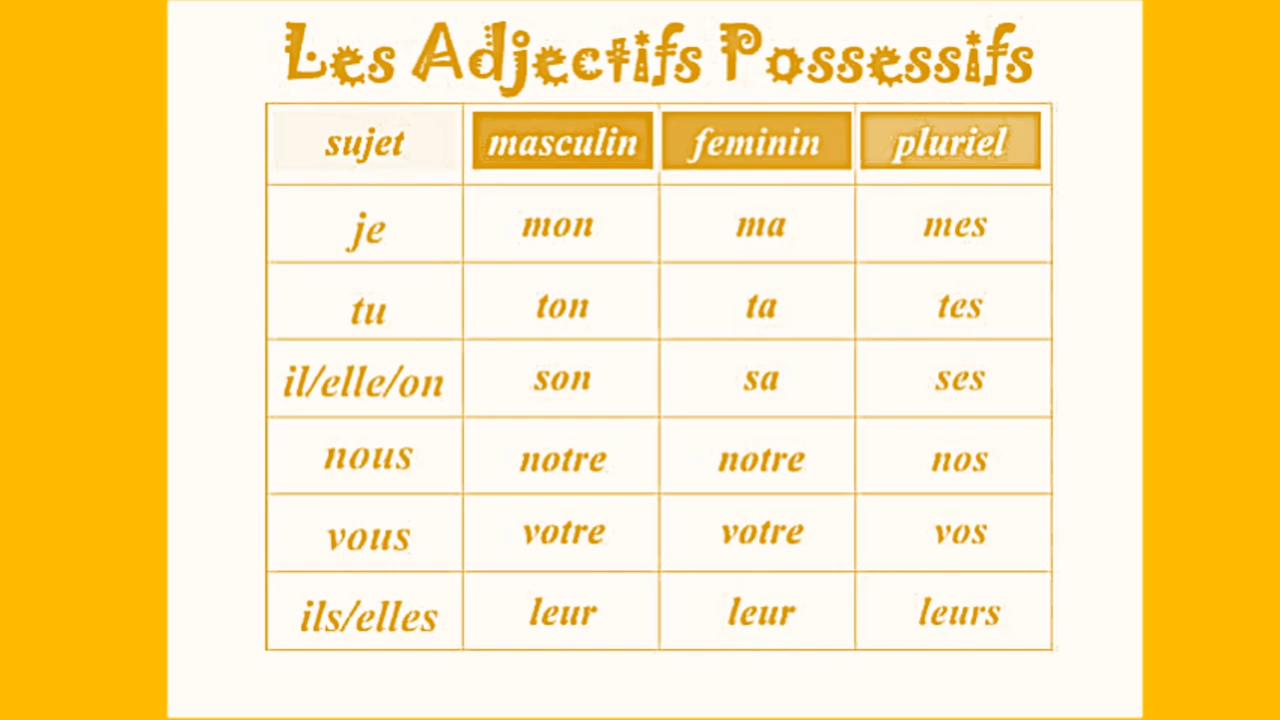 Les Adjectifs Possessifs
sujet masculin feminin pluriel
je mon ma mes
tu ton ta tes
il/elle/on son sa ses
nous notre notre nos
vous votre votre vos
ils/elles leur leur leurs